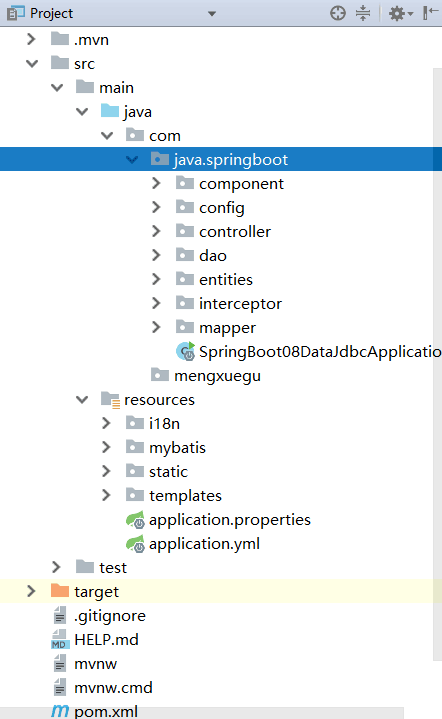 Project
.mvn
src
main
java
com
java.springboot
component
config
controller
dao
entities
interceptor
mapper
SpringBoot08DataJdbcApplicatio
mengxuegu
resources
i18n
mybatis
static
templates
application.properties
application.yml
test
target
.gitignore
HELP.md
mvnw
mvnw.cmd
pom.xml